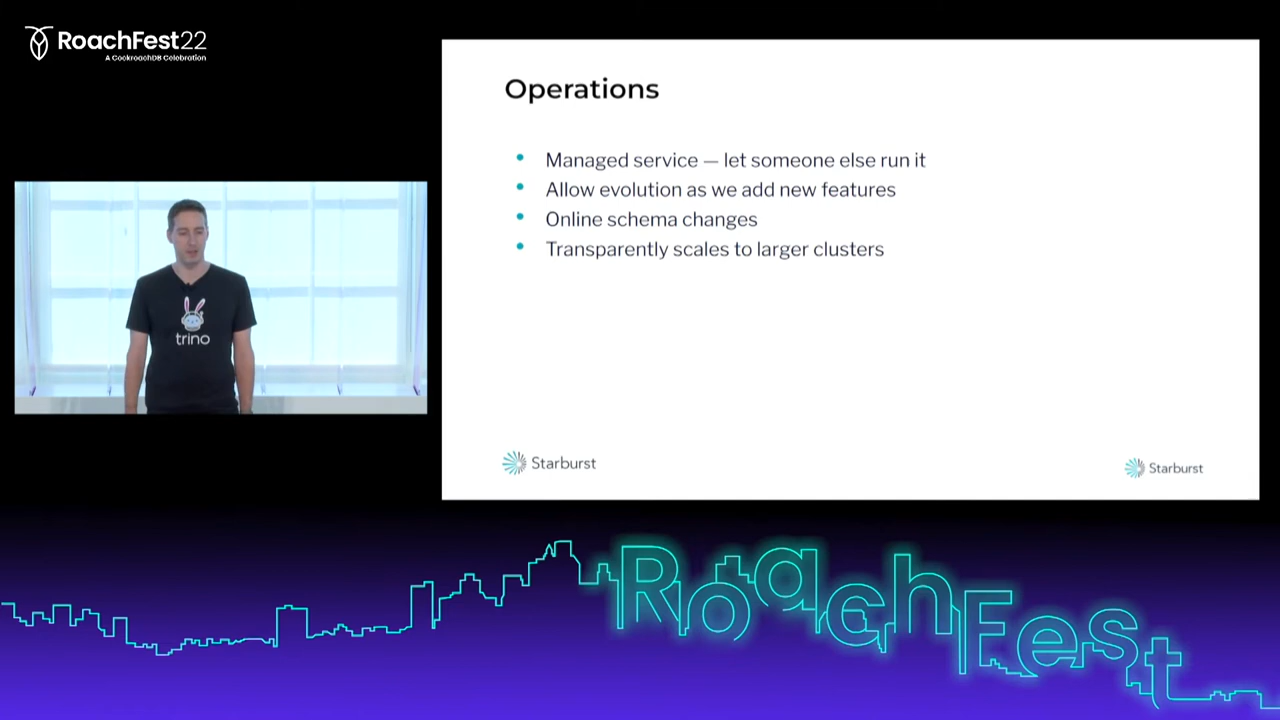 RoachFest22
A CockroachDB Celebration
Operations
Managed service — let someone else run it
Allow evolution as we add new features
Online schema changes
Transparently scales to larger clusters
trino
Starburst
Starburst
RoachFest